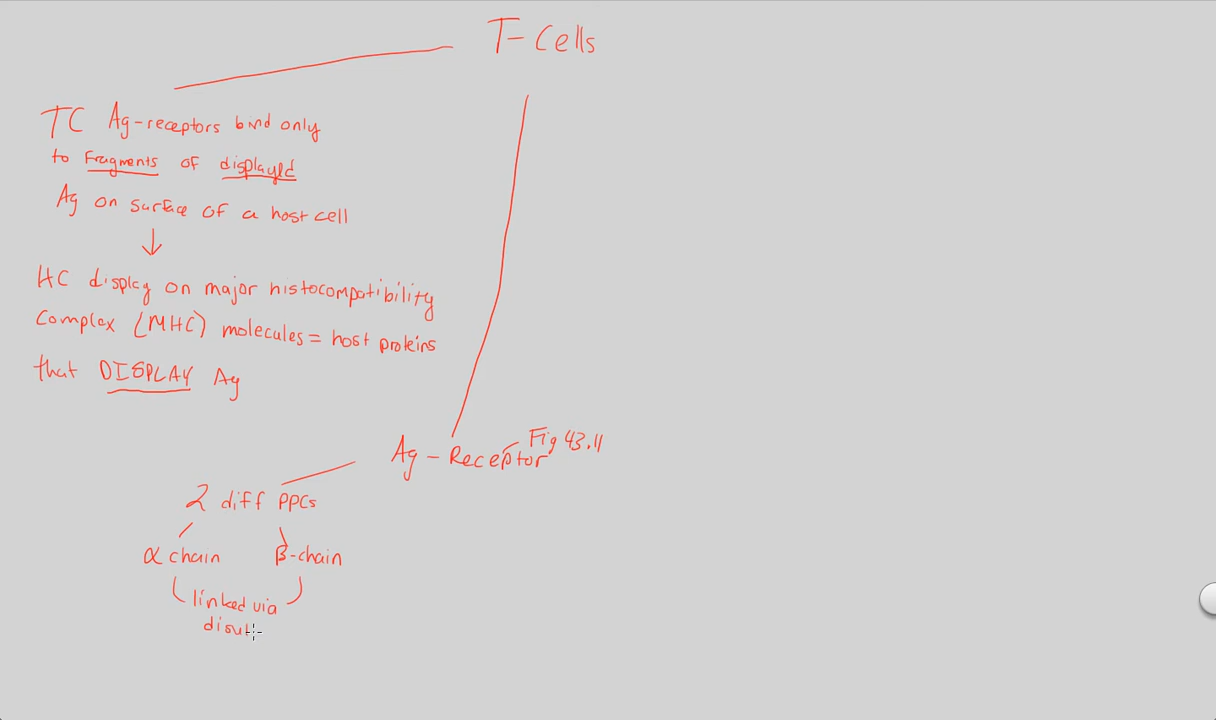 T-Cells
TC Ag-receptors bind only
to fragments of displayed
Ag on surface of a host cell
↓
HC display on major histocompatibility
Complex (MHC) molecules = host proteins
that DISPLAY Ag
Fig 43.11
Ag - Receptor
2 diff PPCs
α chain β-chain
linked via